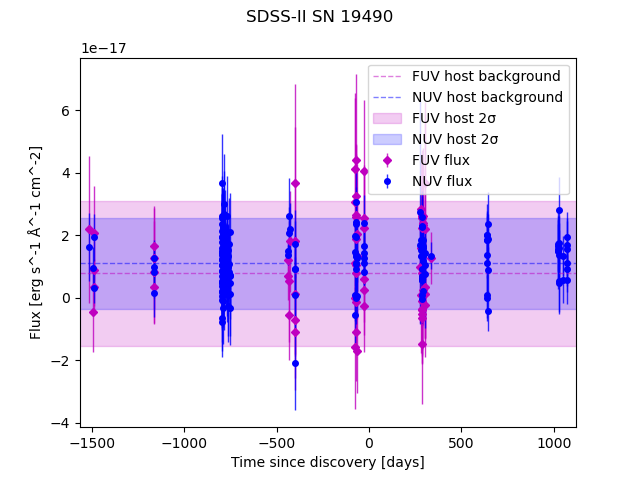 SDSS-II SN 19490
1e−17
FUV host background
NUV host background
FUV host 2σ
NUV host 2σ
FUV flux
NUV flux
6
4
2
0
−2
−4
Flux [erg s^-1 Å^-1 cm^-2]
−1500 −1000 −500 0 500 1000
Time since discovery [days]